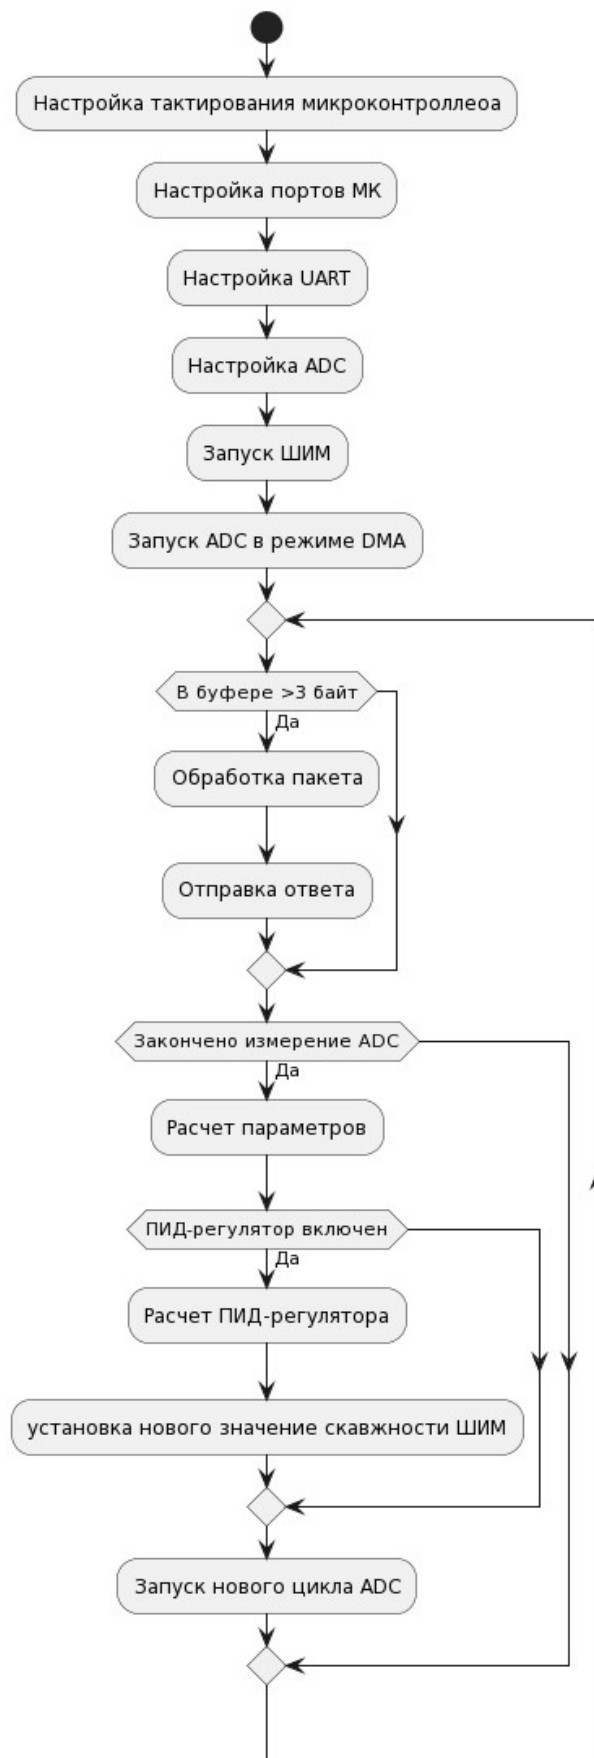 Настройка тактирования микроконтроллеоа
Настройка портов МК
Настройка UART
Настройка ADC
Запуск ШИМ
Запуск ADC в режиме DMA
В буфере >3 байт
Да
Обработка пакета
Отправка ответа
Закончено измерение ADC
Да
Расчет параметров
ПИД-регулятор включен
Да
Расчет ПИД-регулятора
установка нового значение скавжности ШИМ
Запуск нового цикла ADC